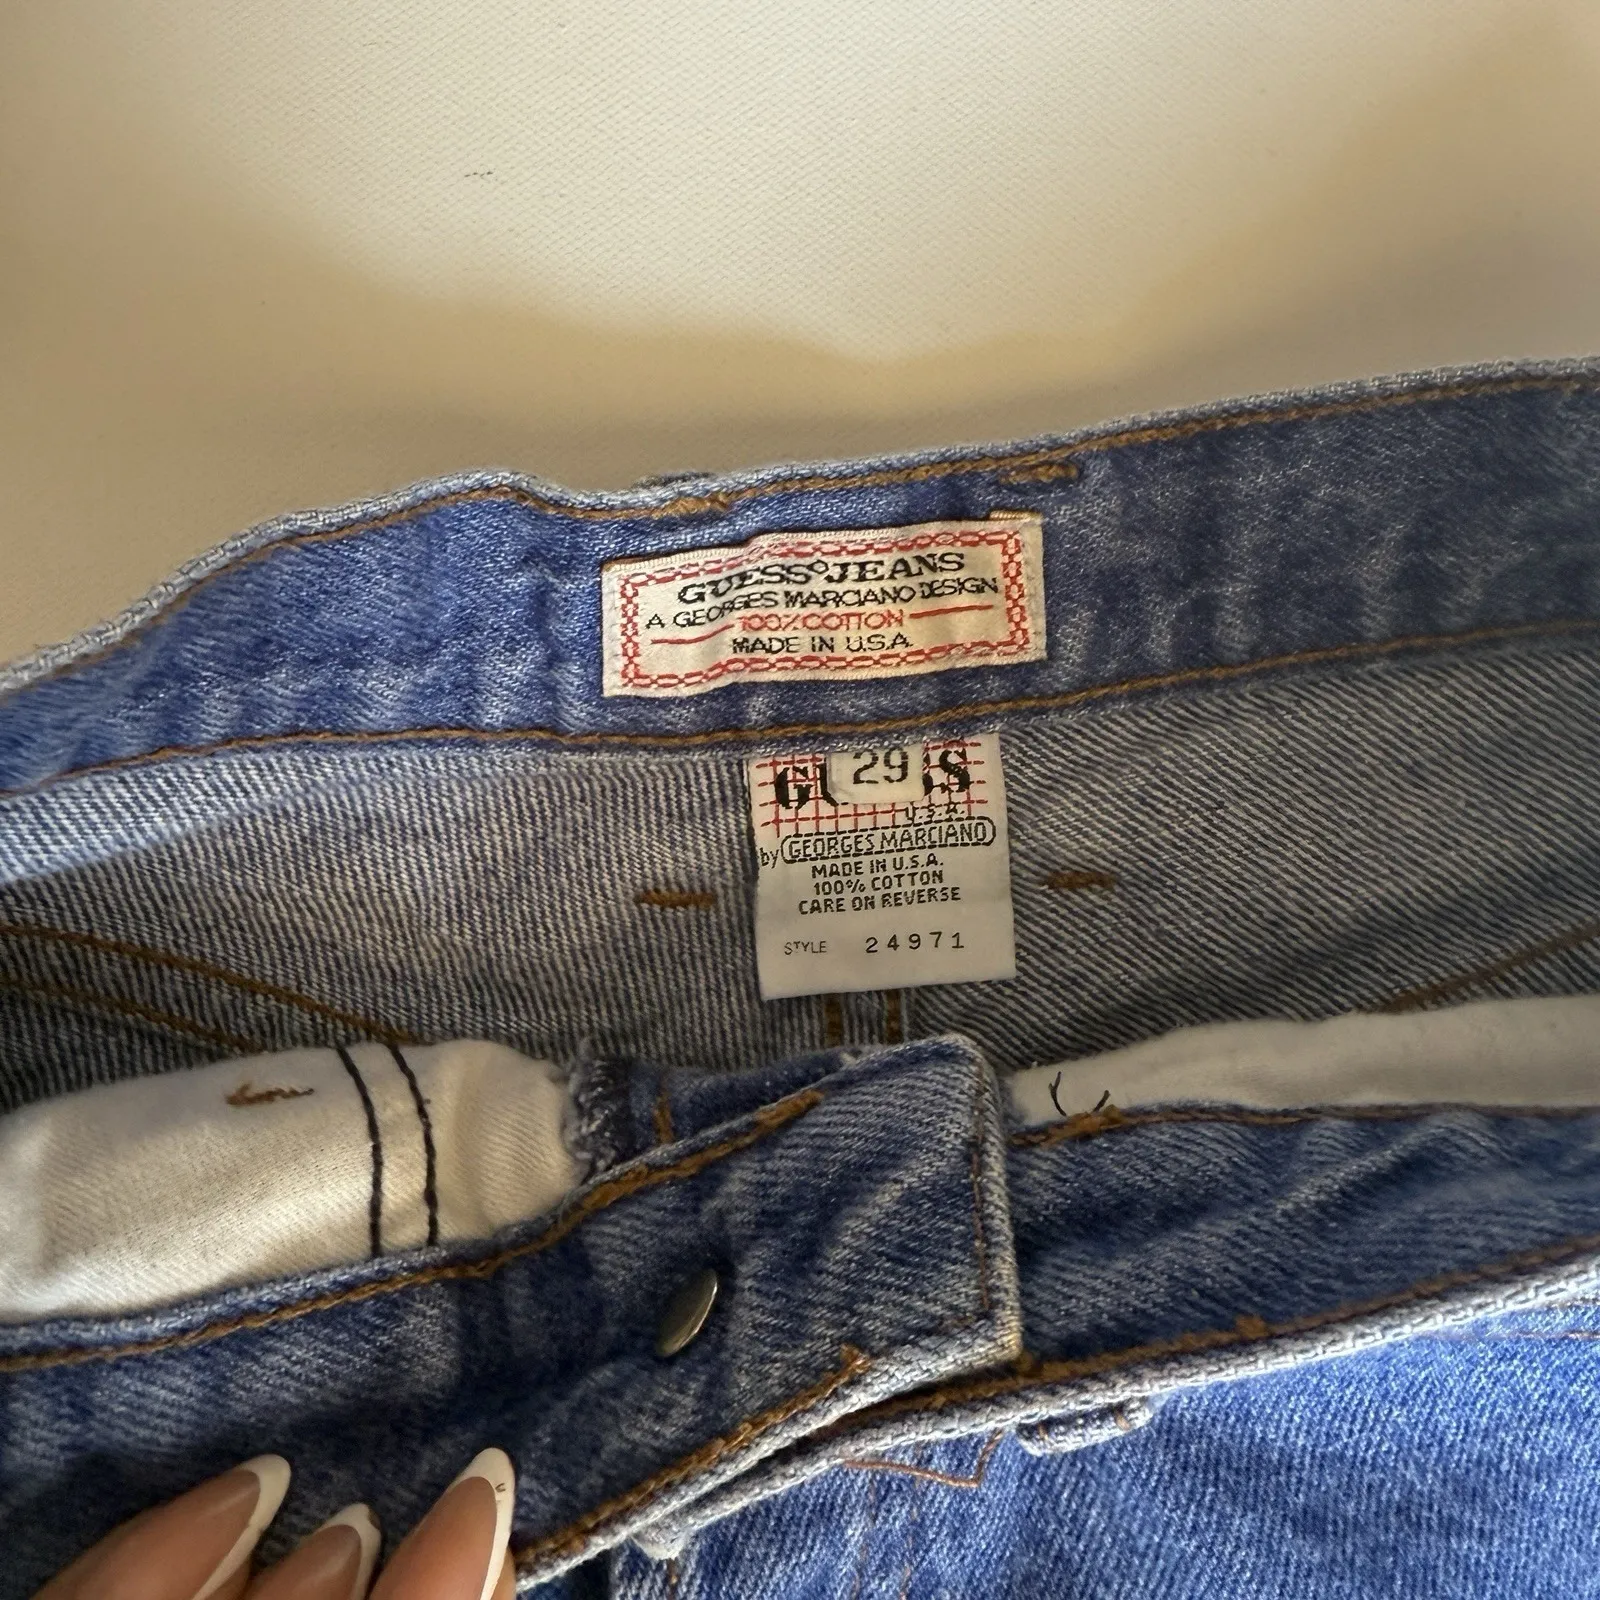 GUESS° JEANS
A GEORGES MARCIANO DESIGN
100% COTTON
MADE IN U.S.A.
29
U.S.A.
by GEORGES MARCIANO
MADE IN U.S.A.
100% COTTON
CARE ON REVERSE
STYLE 24971